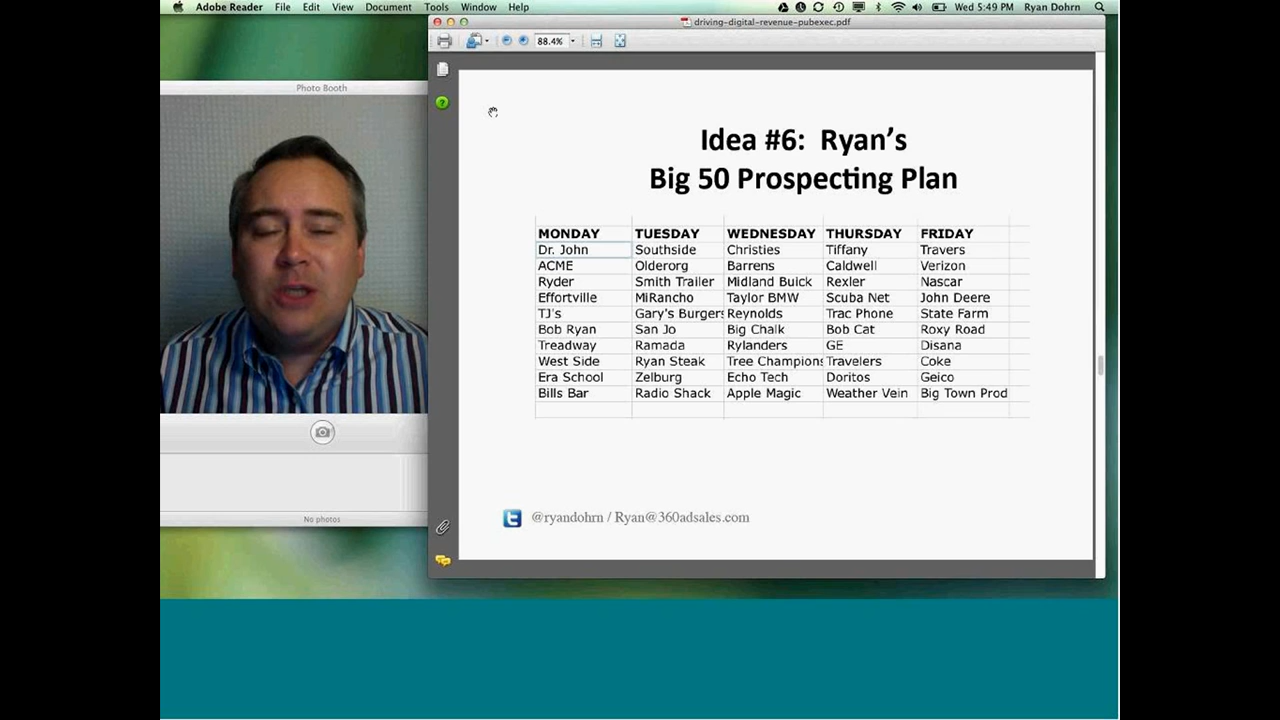 Adobe Reader File Edit View Document Tools Window Help Wed 5:49 PM Ryan Dohrn
driving-digital-revenue-pubexec.pdf
88.4%
Photo Booth
Idea #6: Ryan's
Big 50 Prospecting Plan
MONDAY TUESDAY WEDNESDAY THURSDAY FRIDAY
Dr. John Southside Christies Tiffany Travers
ACME Olderorg Barrens Caldwell Verizon
Ryder Smith Trailer Midland Buick Rexler Nascar
Effortville MiRancho Taylor BMW Scuba Net John Deere
TJ's Gary's Burgers Reynolds Trac Phone State Farm
Bob Ryan San Jo Big Chalk Bob Cat Roxy Road
Treadway Ramada Rylanders GE Disana
West Side Ryan Steak Tree Champions Travelers Coke
Era School Zelburg Echo Tech Doritos Geico
Bills Bar Radio Shack Apple Magic Weather Vein Big Town Prod
@ryandohrn / Ryan@360adsales.com
No photos